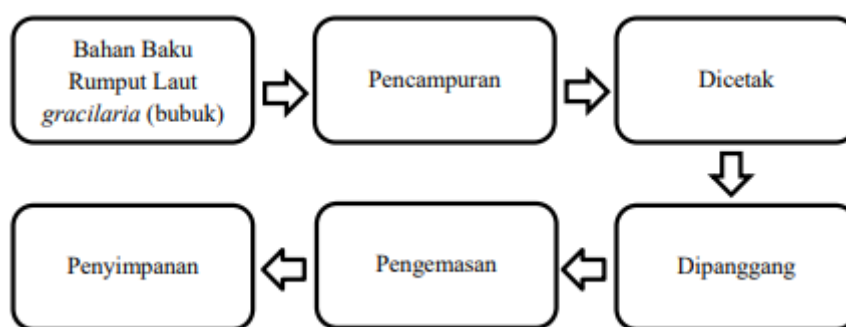 Bahan Baku
Rumput Laut
gracilaria (bubuk)
Pencampuran
Dicetak
Dipanggang
Pengemasan
Penyimpanan